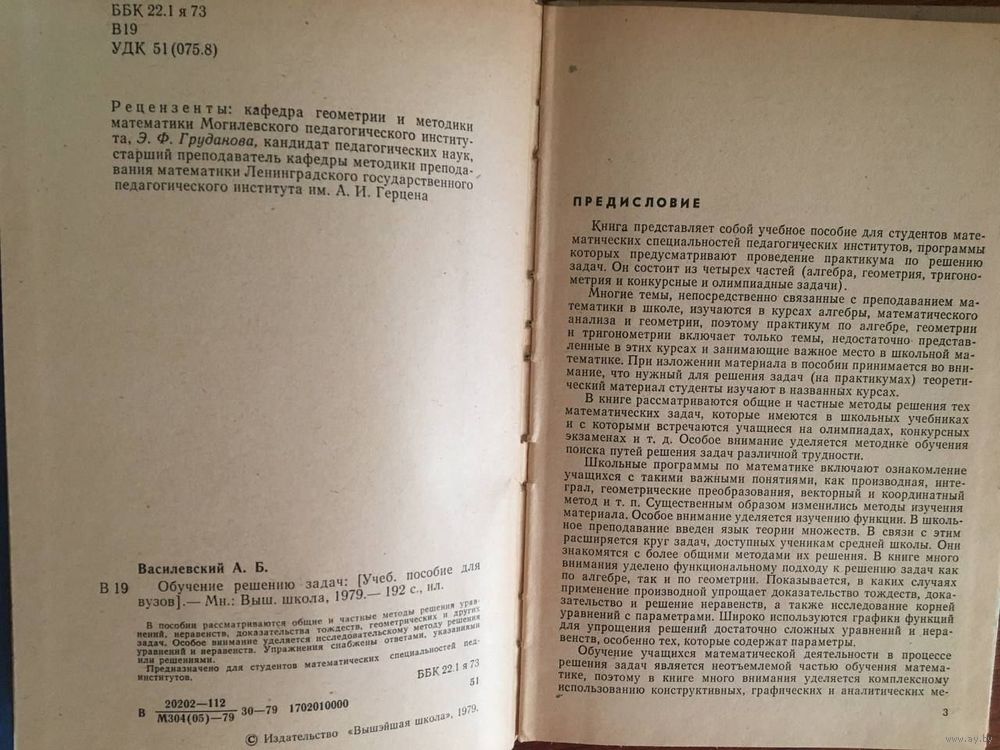 ББК 22.1 я 73
В19
УДК 51(075.8)
Рецензенты: кафедра геометрии и методики
математики Могилевского педагогического институ-
та, Э. Ф. Груданова, кандидат педагогических наук,
старший преподаватель кафедры методики препода-
вания математики Ленинградского государственного
педагогического института им. А. И. Герцена
Василевский А. Б.
В 19 Обучение решению задач: [Учеб. пособие для
вузов].— Мн.: Выш. школа, 1979.— 192 с., ил.
В пособии рассматриваются общие и частные методы решения урав-
нений, неравенств, доказательства тождеств, геометрических и других
задач. Особое внимание уделяется исследовательскому методу решения
уравнений и неравенств. Упражнения снабжены ответами, указаниями
или решениями.
Предназначено для студентов математических специальностей пед-
институтов.
ББК 22.1 я 73
51
В 20202—112
М304(05)—79 30—79 1702010000
© Издательство «Вышэйшая школа», 1979.
ПРЕДИСЛОВИЕ
Книга представляет собой учебное пособие для студентов мате-
матических специальностей педагогических институтов, программы
которых предусматривают проведение практикума по решению
задач. Он состоит из четырех частей (алгебра, геометрия, тригоно-
метрия и конкурсные и олимпиадные задачи).
Многие темы, непосредственно связанные с преподаванием ма-
тематики в школе, изучаются в курсах алгебры, математического
анализа и геометрии, поэтому практикум по алгебре, геометрии
и тригонометрии включает только темы, недостаточно представ-
ленные в этих курсах и занимающие важное место в школьной ма-
тематике. При изложении материала в пособии принимается во вни-
мание, что нужный для решения задач (на практикумах) теорети-
ческий материал студенты изучают в названных курсах.
В книге рассматриваются общие и частные методы решения тех
математических задач, которые имеются в школьных учебниках
и с которыми встречаются учащиеся на олимпиадах, конкурсных
экзаменах и т. д. Особое внимание уделяется методике обучения
поиска путей решения задач различной трудности.
Школьные программы по математике включают ознакомление
учащихся с такими важными понятиями, как производная, инте-
грал, геометрические преобразования, векторный и координатный
метод и т. п. Существенным образом изменились методы изучения
материала. Особое внимание уделяется изучению функции. В школь-
ное преподавание введен язык теории множеств. В связи с этим
расширяется круг задач, доступных ученикам средней школы. Они
знакомятся с более общими методами их решения. В книге много
внимания уделено функциональному подходу к решению задач как
по алгебре, так и по геометрии. Показывается, в каких случаях
применение производной упрощает доказательство тождеств, дока-
зательство и решение неравенств, а также исследование корней
уравнений с параметрами. Широко используются графики функций
для упрощения решений достаточно сложных уравнений и нера-
венств, особенно тех, которые содержат параметры.
Обучение учащихся математической деятельности в процессе
решения задач является неотъемлемой частью обучения матема-
тике, поэтому в книге много внимания уделяется комплексному
использованию конструктивных, графических и аналитических ме-
3
www.ay.by